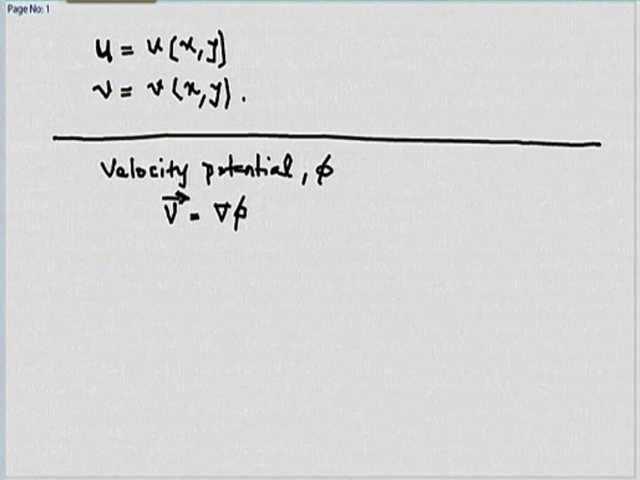 Page No: 1
u = u(x,y)
v = v(x,y).
Velocity potential, φ
V⃗ = ∇φ